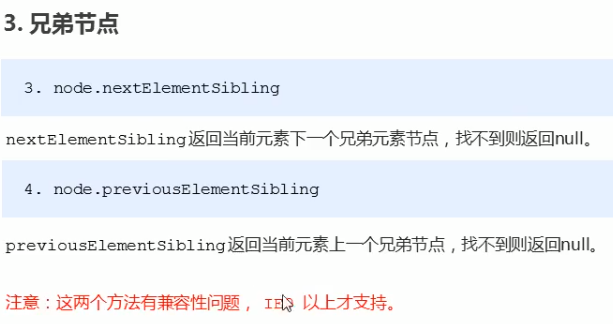 3. 兄弟节点
3. node.nextElementSibling
nextElementSibling返回当前元素下一个兄弟元素节点，找不到则返回null。
4. node.previousElementSibling
previousElementSibling返回当前元素上一个兄弟节点，找不到则返回null。
注意：这两个方法有兼容性问题， 以上才支持。